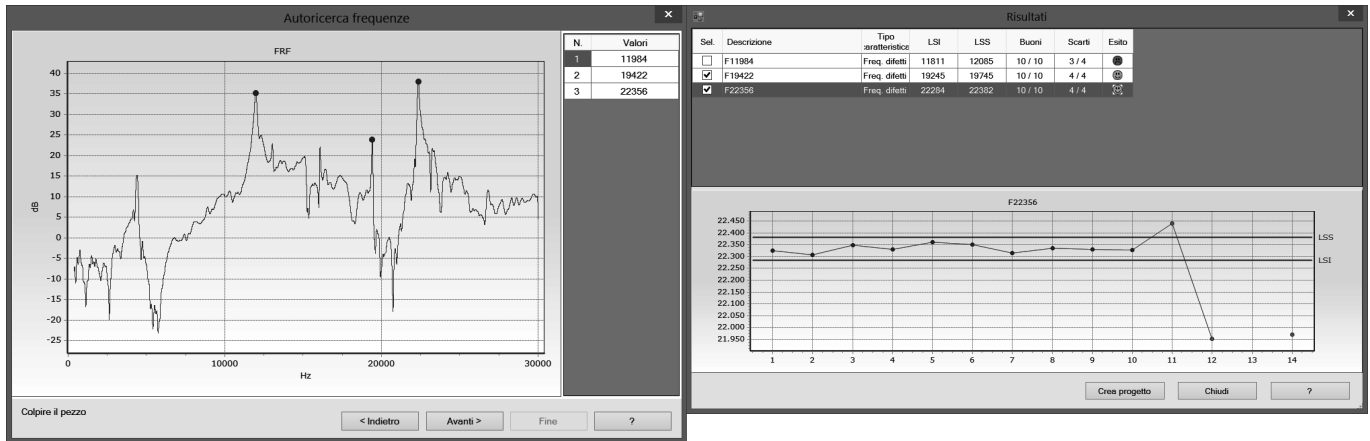 Autoricerca frequenze
FRF
40
35
30
25
20
15
10
5
0
-5
-10
-15
-20
-25
dB
0 10000 20000 30000
Hz
N. Valori
1 11984
2 19422
3 22356
Colpire il pezzo
< Indietro Avanti > Fine ?
Risultati
Sel. Descrizione Tipo caratteristica LSI LSS Buoni Scarti Esito
F11984 Freq. difetti 11811 12085 10 / 10 3 / 4
F19422 Freq. difetti 19245 19745 10 / 10 4 / 4
F22356 Freq. difetti 22284 22382 10 / 10 4 / 4
F22356
22.450
22.400
22.350
22.300
22.250
22.200
22.150
22.100
22.050
22.000
21.950
LSS
LSI
1 2 3 4 5 6 7 8 9 10 11 12 13 14
Crea progetto Chiudi ?